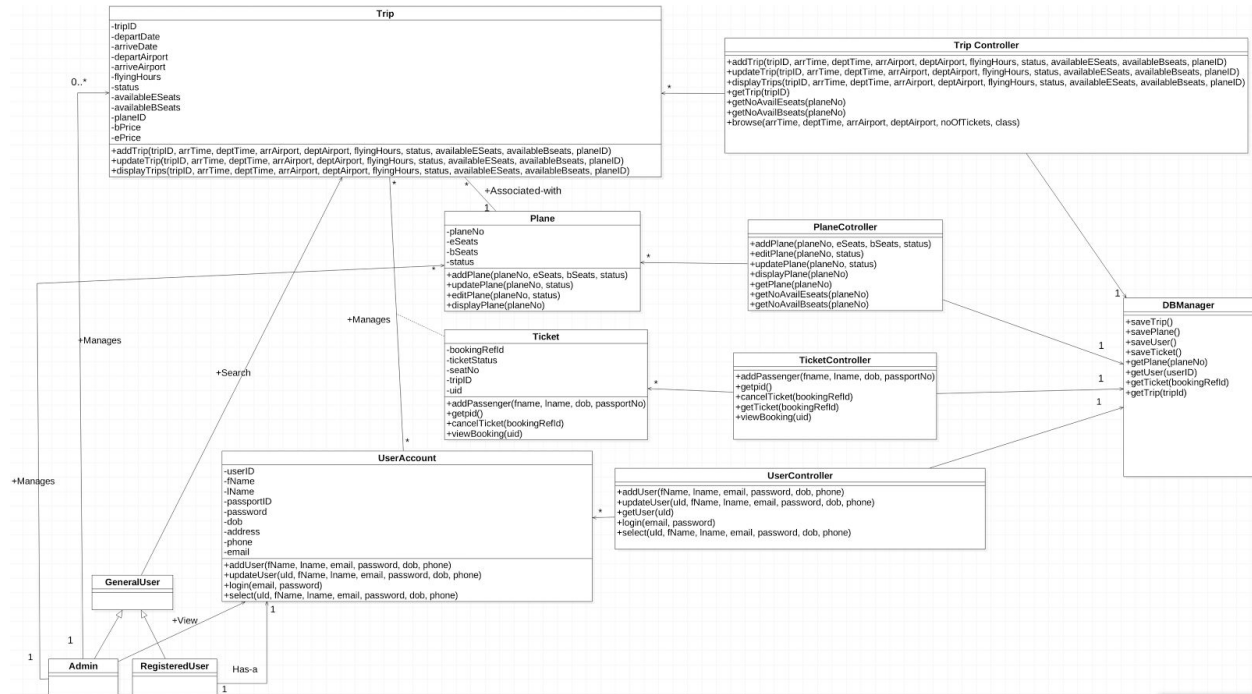 Trip
-tripID
-departDate
-arriveDate
-departAirport
-arriveAirport
-flyingHours
-status
-availableESeats
-availableBSeats
-planeID
-bPrice
-ePrice
+addTrip(tripID, arrTime, deptTime, arrAirport, deptAirport, flyingHours, status, availableESeats, availableBseats, planeID)
+updateTrip(tripID, arrTime, deptTime, arrAirport, deptAirport, flyingHours, status, availableESeats, availableBseats, planeID)
+displayTrips(tripID, arrTime, deptTime, arrAirport, deptAirport, flyingHours, status, availableESeats, availableBseats, planeID)
Trip Controller
+addTrip(tripID, arrTime, deptTime, arrAirport, deptAirport, flyingHours, status, availableESeats, availableBseats, planeID)
+updateTrip(tripID, arrTime, deptTime, arrAirport, deptAirport, flyingHours, status, availableESeats, availableBseats, planeID)
+displayTrips(tripID, arrTime, deptTime, arrAirport, deptAirport, flyingHours, status, availableESeats, availableBseats, planeID)
+getTrip(tripID)
+getNoAvailEseats(planeNo)
+getNoAvailBseats(planeNo)
+browse(arrTime, deptTime, arrAirport, deptAirport, noOfTickets, class)
0..*
*
*
*
+Associated-with
1
Plane
-planeNo
-eSeats
-bSeats
-status
+addPlane(planeNo, eSeats, bSeats, status)
+updatePlane(planeNo, status)
+editPlane(planeNo, status)
+displayPlane(planeNo)
*
*
PlaneCotroller
+addPlane(planeNo, eSeats, bSeats, status)
+editPlane(planeNo, status)
+updatePlane(planeNo, status)
+displayPlane(planeNo)
+getPlane(planeNo)
+getNoAvailEseats(planeNo)
+getNoAvailBseats(planeNo)
1
DBManager
+saveTrip()
+savePlane()
+saveUser()
+saveTicket()
+getPlane(planeNo)
+getUser(userID)
+getTicket(bookingRefId)
+getTrip(tripId)
1
1
1
+Manages
+Manages
+Search
+Manages
Ticket
-bookingRefId
-ticketStatus
-seatNo
-tripID
-uid
+addPassenger(fname, lname, dob, passportNo)
+getpid()
+cancelTicket(bookingRefId)
+viewBooking(uid)
*
TicketController
+addPassenger(fname, lname, dob, passportNo)
+getpid()
+cancelTicket(bookingRefId)
+getTicket(bookingRefId)
+viewBooking(uid)
*
UserAccount
-userID
-fName
-lName
-passportID
-password
-dob
-address
-phone
-email
+addUser(fName, lname, email, password, dob, phone)
+updateUser(uId, fName, lname, email, password, dob, phone)
+login(email, password)
+select(uId, fName, lname, email, password, dob, phone)
*
UserController
+addUser(fName, lname, email, password, dob, phone)
+updateUser(uId, fName, lname, email, password, dob, phone)
+getUser(uId)
+login(email, password)
+select(uId, fName, lname, email, password, dob, phone)
GeneralUser
+View
1
1
1
Admin
RegisteredUser
Has-a
1